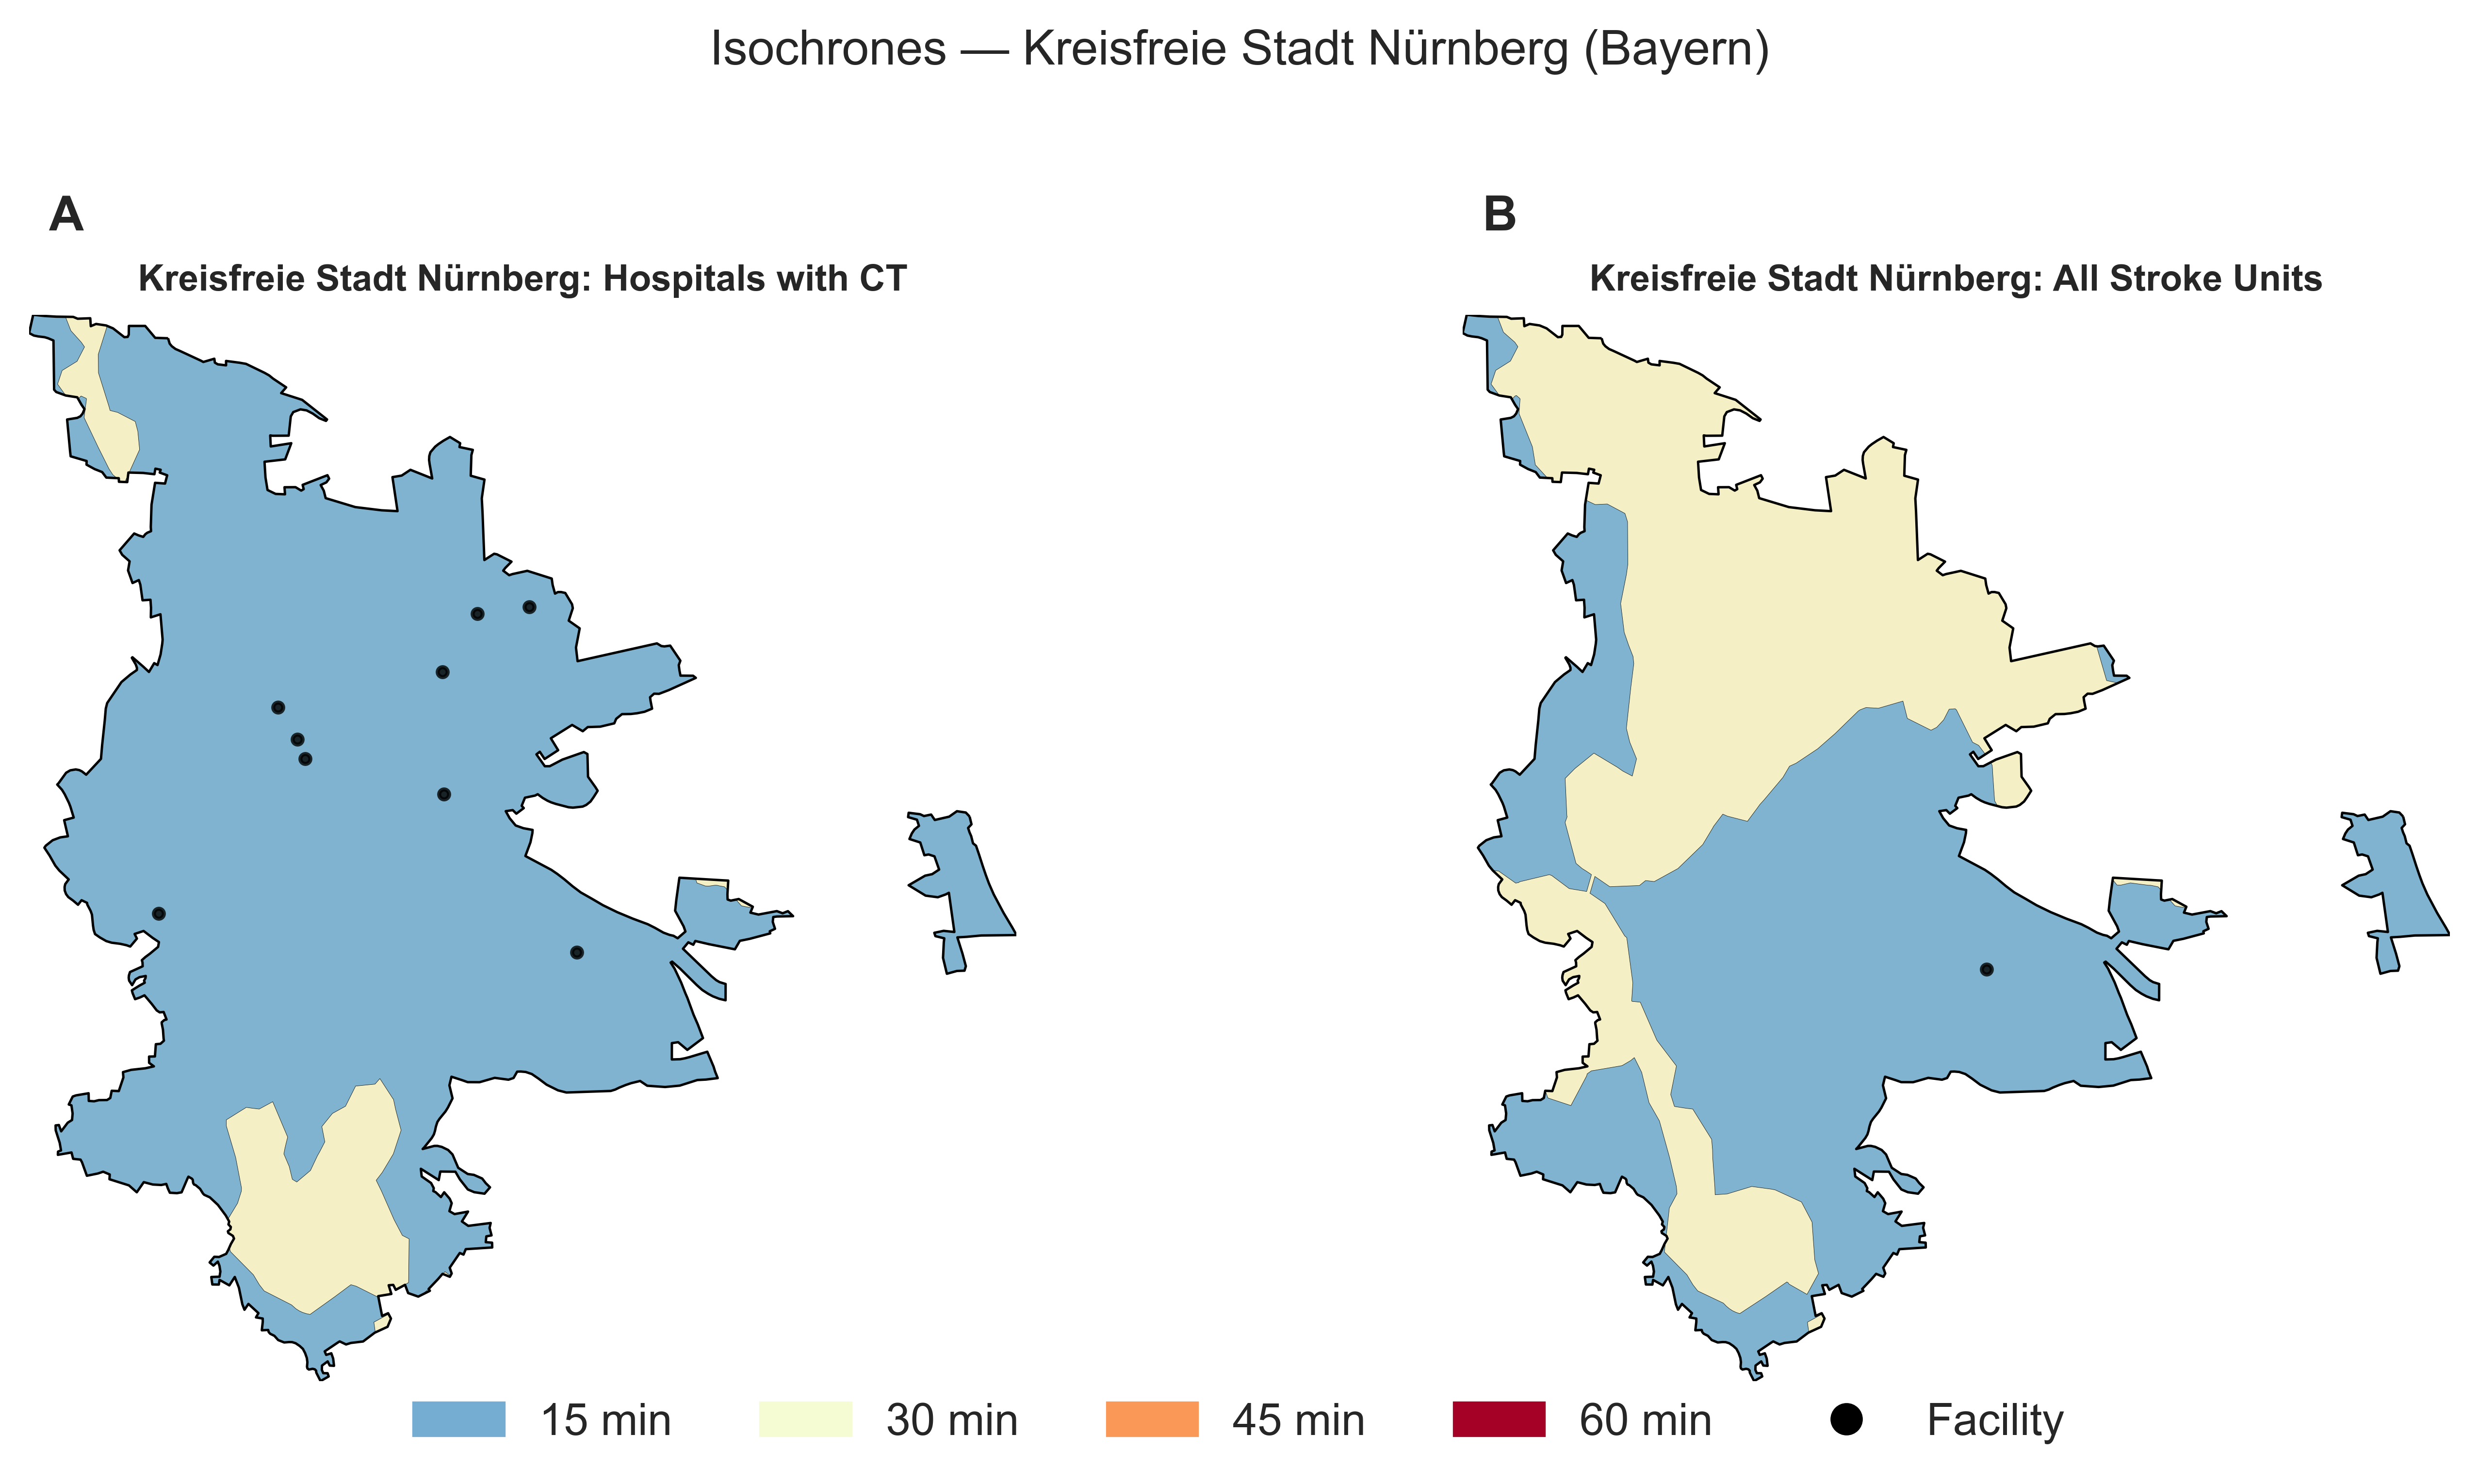 Isochrones — Kreisfreie Stadt Nürnberg (Bayern)
A
B
Kreisfreie Stadt Nürnberg: Hospitals with CT
Kreisfreie Stadt Nürnberg: All Stroke Units
15 min
30 min
45 min
60 min
Facility